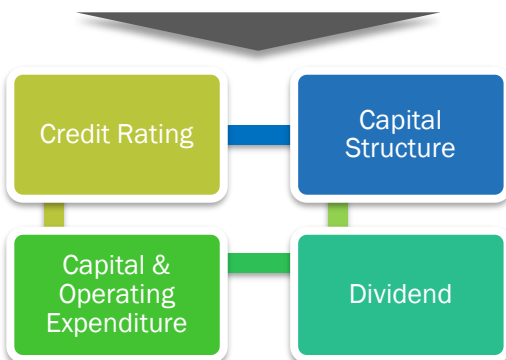 Credit Rating
Capital
Structure
Capital &
Operating
Expenditure
Dividend